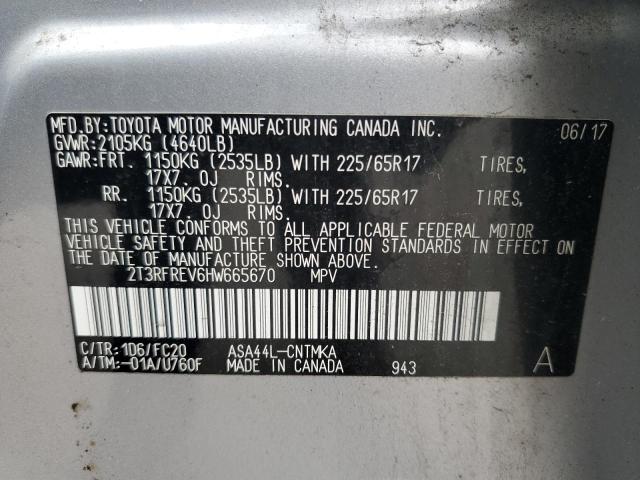 MFD.BY:TOYOTA MOTOR MANUFACTURING CANADA INC. 06/17
GVWR:2105KG (4640LB)
GAWR:FRT. 1150KG (2535LB) WITH 225/65R17 TIRES,
17X7.0J RIMS.
RR. 1150KG (2535LB) WITH 225/65R17 TIRES,
17X7.0J RIMS.
THIS VEHICLE CONFORMS TO ALL APPLICABLE FEDERAL MOTOR
VEHICLE SAFETY AND THEFT PREVENTION STANDARDS IN EFFECT ON
THE DATE OF MANUFACTURE SHOWN ABOVE.
2T3RFREV6HW665670 MPV
C/TR:1D6/FC20 ASA44L-CNTMKA
A/TM:-01A/U760F MADE IN CANADA 943 A